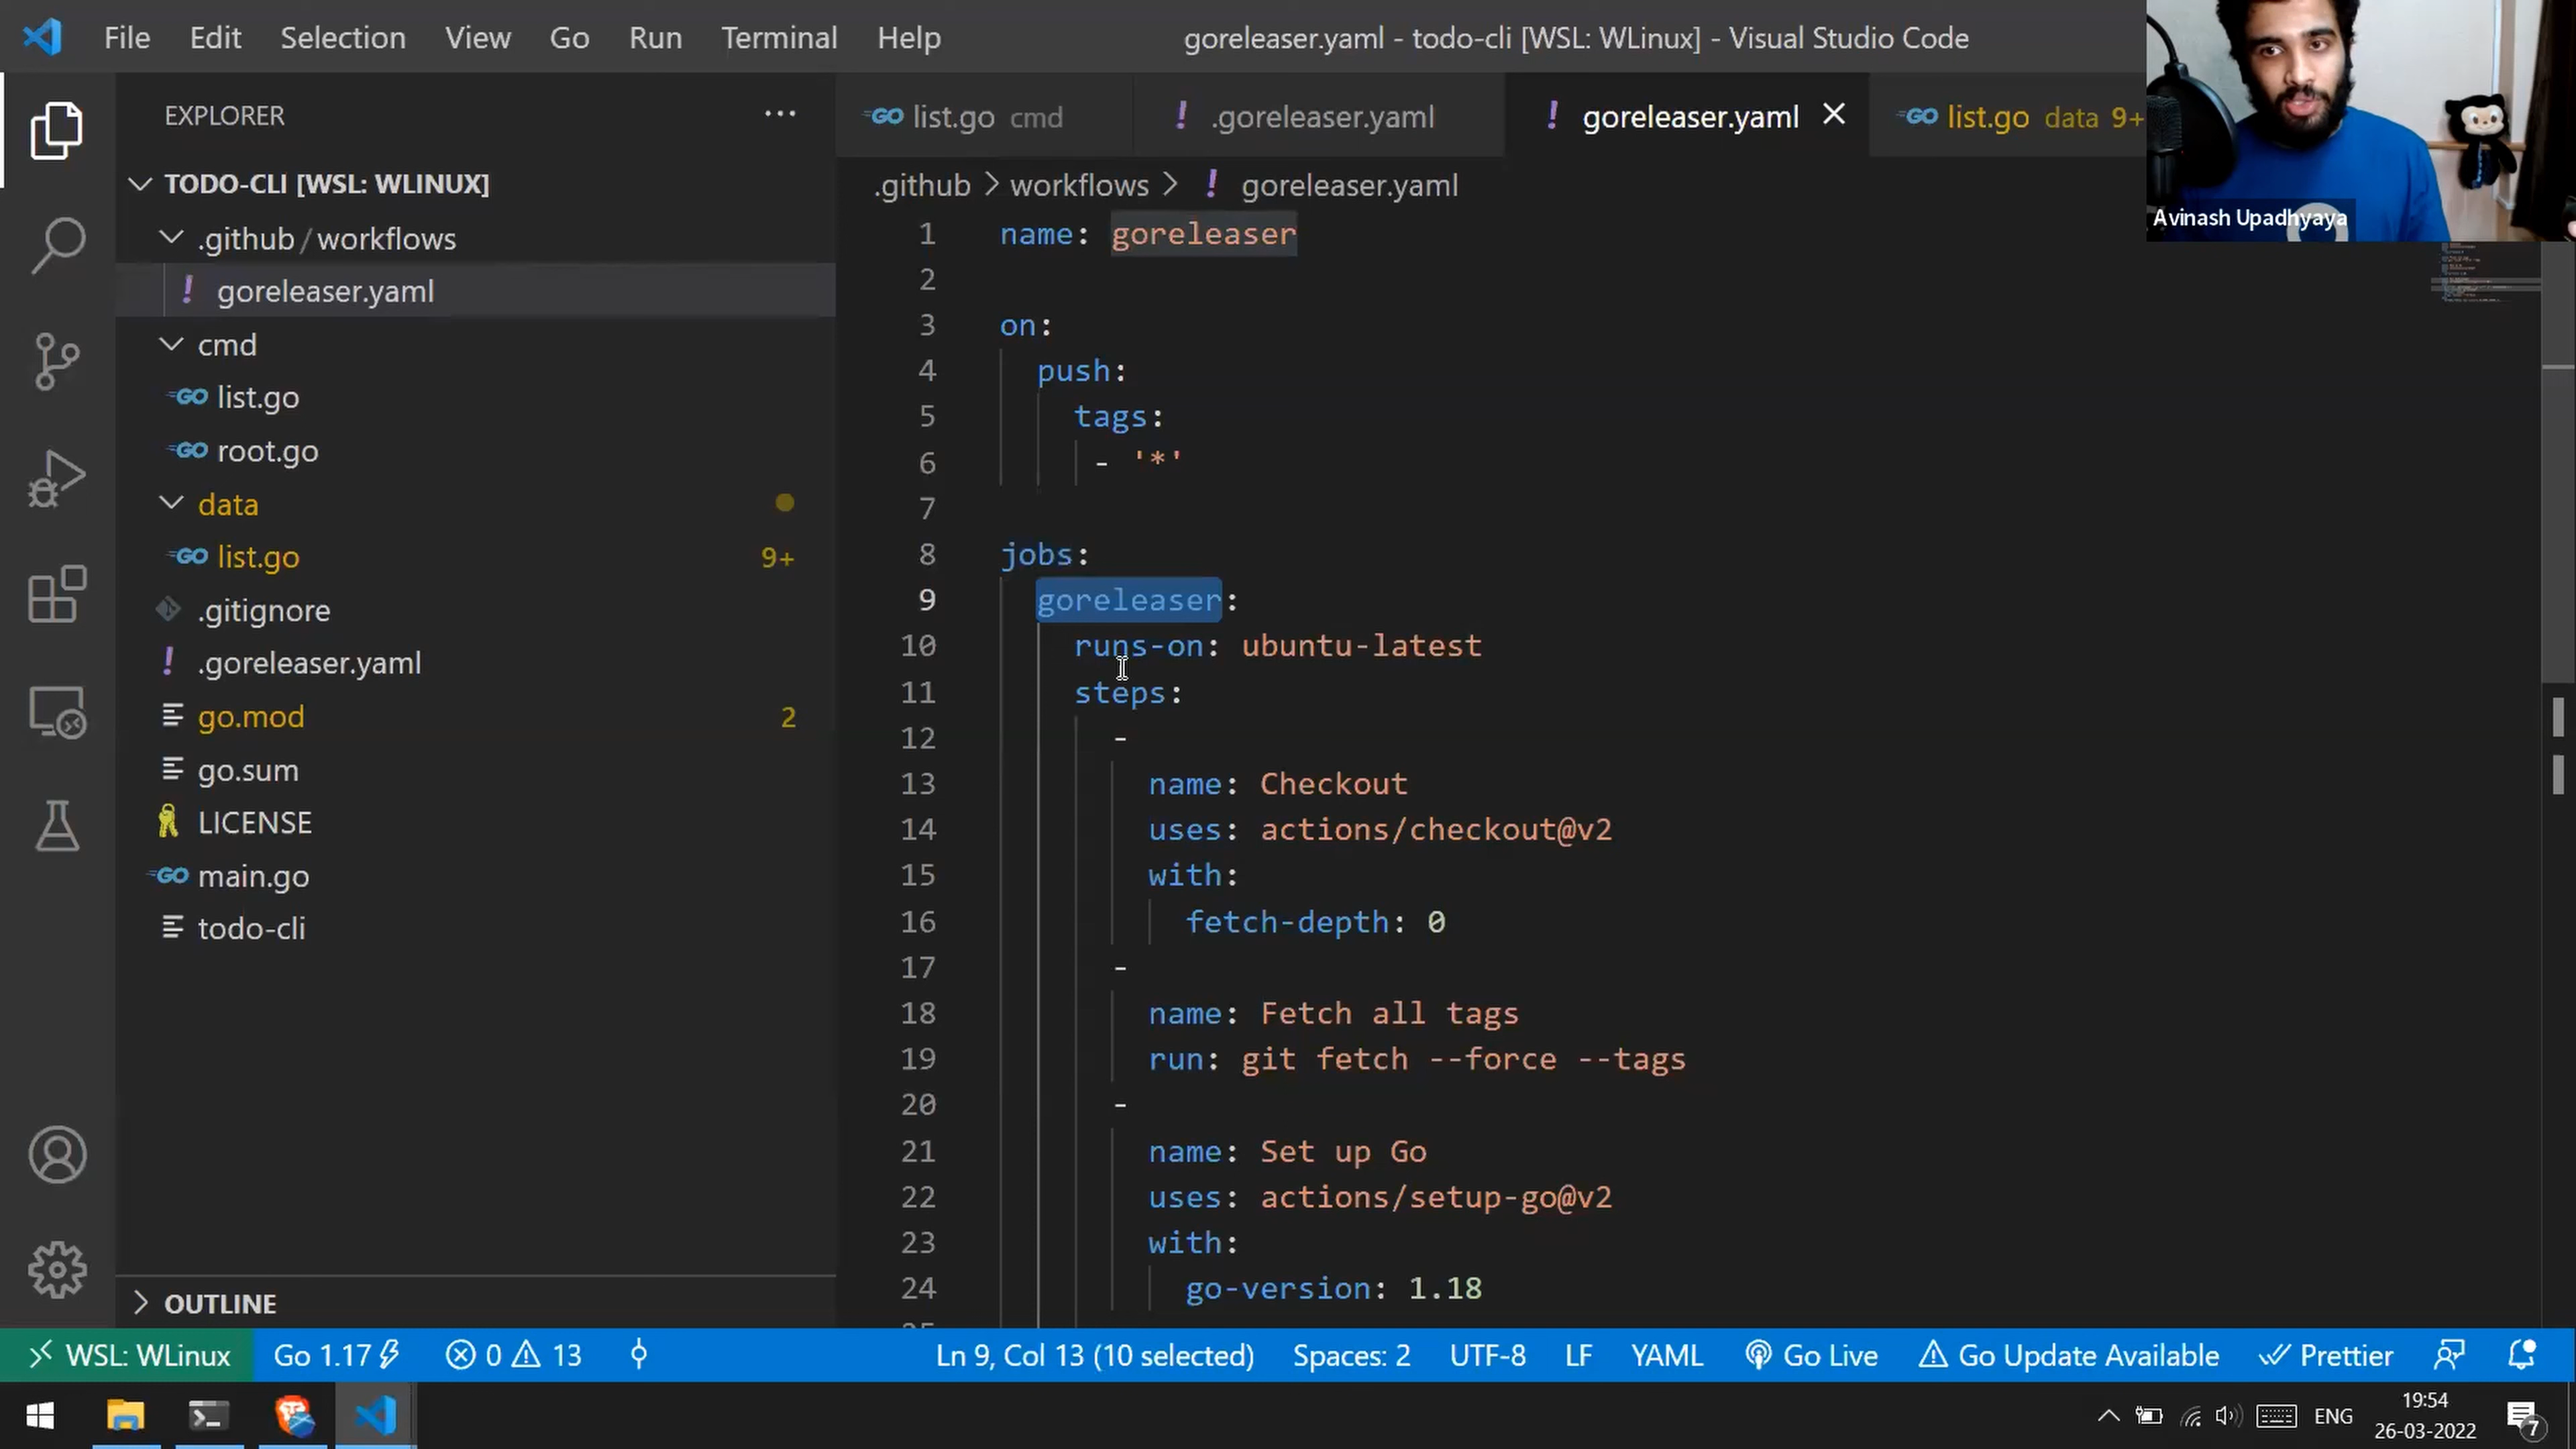 File Edit Selection View Go Run Terminal Help
goreleaser.yaml - todo-cli [WSL: WLinux] - Visual Studio Code
Avinash Upadhyaya
EXPLORER
TODO-CLI [WSL: WLINUX]
.github / workflows
goreleaser.yaml
cmd
GO list.go
GO root.go
data
GO list.go 9+
.gitignore
.goreleaser.yaml
go.mod 2
go.sum
LICENSE
GO main.go
todo-cli
OUTLINE
GO list.go cmd
.goreleaser.yaml
goreleaser.yaml
GO list.go data 9+
.github > workflows > ! goreleaser.yaml
1 name: goreleaser
2
3 on:
4 push:
5 tags:
6 - '*'
7
8 jobs:
9 goreleaser:
10 runs-on: ubuntu-latest
11 steps:
12 -
13 name: Checkout
14 uses: actions/checkout@v2
15 with:
16 fetch-depth: 0
17 -
18 name: Fetch all tags
19 run: git fetch --force --tags
20 -
21 name: Set up Go
22 uses: actions/setup-go@v2
23 with:
24 go-version: 1.18
WSL: WLinux Go 1.17 0 13 Ln 9, Col 13 (10 selected) Spaces: 2 UTF-8 LF YAML Go Live Go Update Available Prettier
ENG 19:54 7
26-03-2022